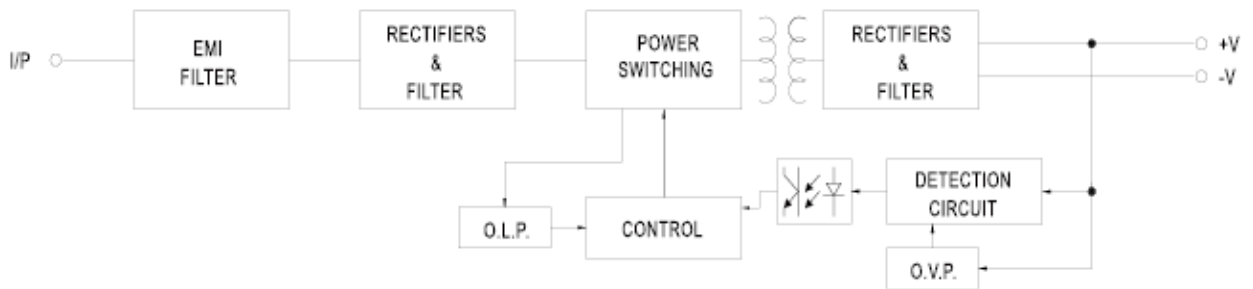 I/P
EMI
FILTER
RECTIFIERS
&
FILTER
POWER
SWITCHING
RECTIFIERS
&
FILTER
+V
-V
O.L.P.
CONTROL
DETECTION
CIRCUIT
O.V.P.